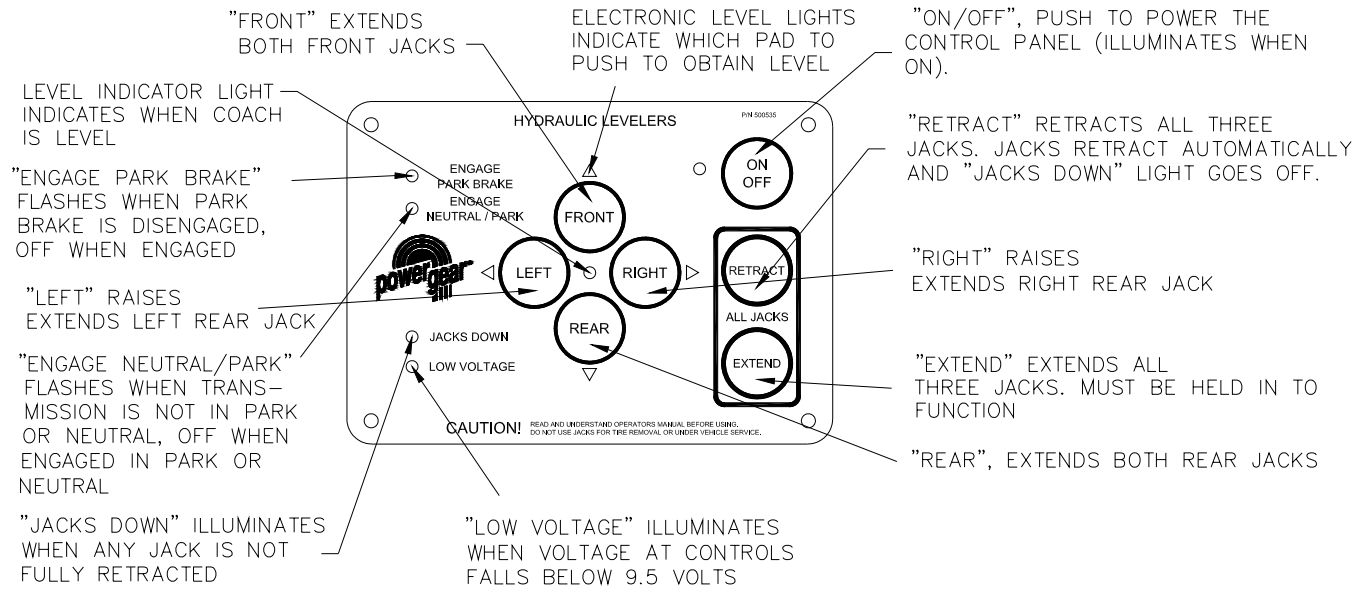 "FRONT" EXTENDS
BOTH FRONT JACKS
ELECTRONIC LEVEL LIGHTS
INDICATE WHICH PAD TO
PUSH TO OBTAIN LEVEL
"ON/OFF", PUSH TO POWER THE
CONTROL PANEL (ILLUMINATES WHEN
ON).
LEVEL INDICATOR LIGHT
INDICATES WHEN COACH
IS LEVEL
"ENGAGE PARK BRAKE"
FLASHES WHEN PARK
BRAKE IS DISENGAGED,
OFF WHEN ENGAGED
"LEFT" RAISES
EXTENDS LEFT REAR JACK
"ENGAGE NEUTRAL/PARK"
FLASHES WHEN TRANS-
MISSION IS NOT IN PARK
OR NEUTRAL, OFF WHEN
ENGAGED IN PARK OR
NEUTRAL
"JACKS DOWN" ILLUMINATES
WHEN ANY JACK IS NOT
FULLY RETRACTED
HYDRAULIC LEVELERS
P/N 500535
ENGAGE
PARK BRAKE
ENGAGE
NEUTRAL / PARK
powergear
FRONT
LEFT
RIGHT
REAR
ON
OFF
RETRACT
ALL JACKS
EXTEND
JACKS DOWN
LOW VOLTAGE
CAUTION!
READ AND UNDERSTAND OPERATORS MANUAL BEFORE USING.
DO NOT USE JACKS FOR TIRE REMOVAL OR UNDER VEHICLE SERVICE.
"RETRACT" RETRACTS ALL THREE
JACKS. JACKS RETRACT AUTOMATICALLY
AND "JACKS DOWN" LIGHT GOES OFF.
"RIGHT" RAISES
EXTENDS RIGHT REAR JACK
"EXTEND" EXTENDS ALL
THREE JACKS. MUST BE HELD IN TO
FUNCTION
"REAR", EXTENDS BOTH REAR JACKS
"LOW VOLTAGE" ILLUMINATES
WHEN VOLTAGE AT CONTROLS
FALLS BELOW 9.5 VOLTS